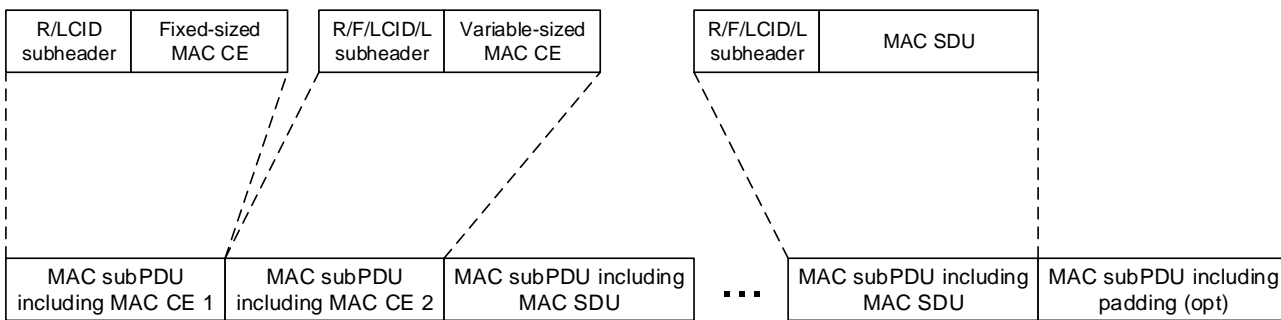 R/LCID
subheader
Fixed-sized
MAC CE
R/F/LCID/L
subheader
Variable-sized
MAC CE
R/F/LCID/L
subheader
MAC SDU
MAC subPDU
including MAC CE 1
MAC subPDU
including MAC CE 2
MAC subPDU including
MAC SDU
...
MAC subPDU including
MAC SDU
MAC subPDU including
padding (opt)